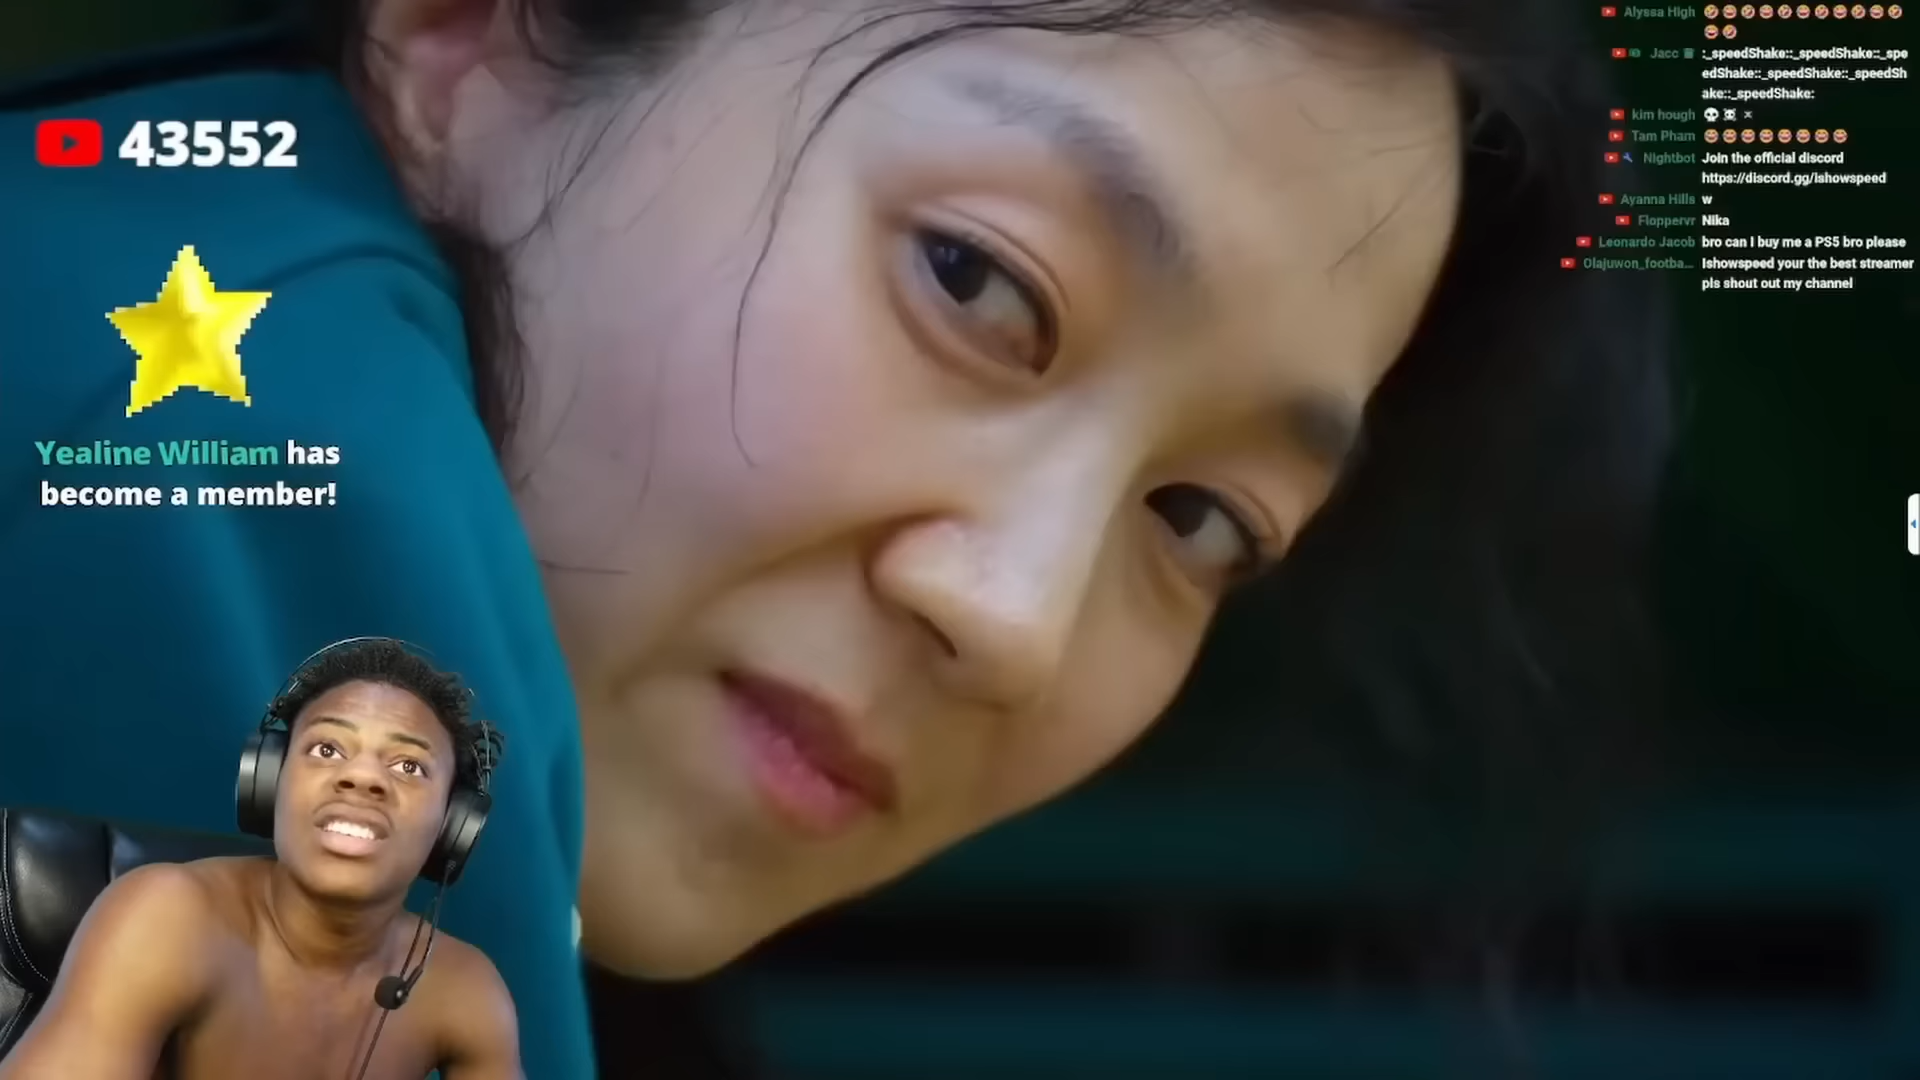 43552
Yealine William has
become a member!
Alyssa High 🤣😂🤣😂🤣😂🤣😂🤣😂🤣
😂🤣
Jacc :_speedShake::_speedShake::_spe
edShake::_speedShake::_speedSh
ake::_speedShake:
kim hough 💀☠
Tam Pham 😂😂😂😂😂😂😂😂
Nightbot Join the official discord
https://discord.gg/ishowspeed
Ayanna Hills w
Floppervr Nika
Leonardo Jacob bro can I buy me a PS5 bro please
Olajuwon_footba... Ishowspeed your the best streamer
pls shout out my channel